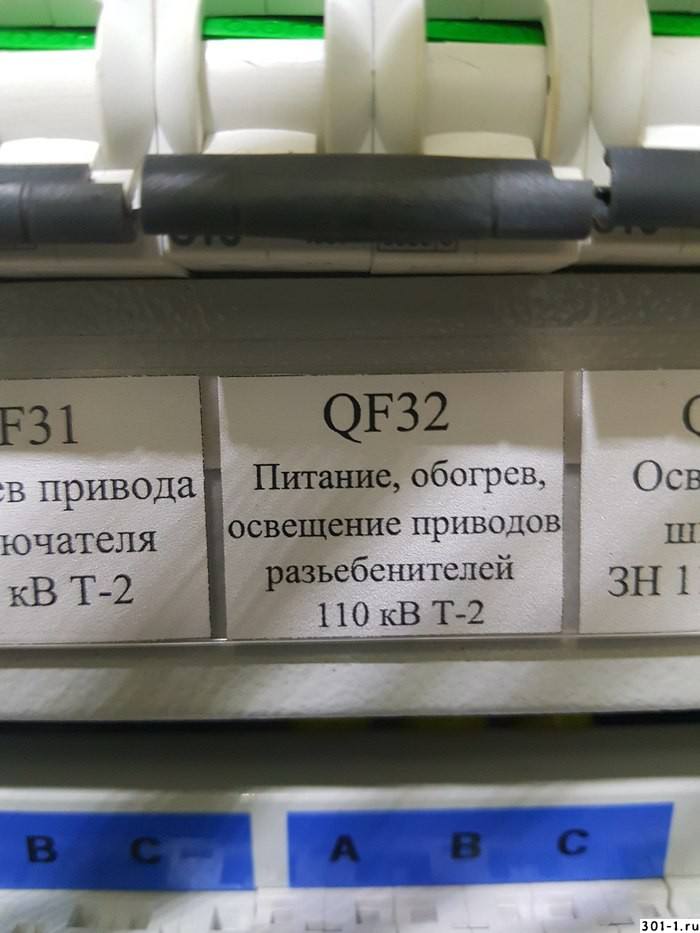 F31
ев привода
ючателя
кВ Т-2
QF32
Питание, обогрев,
освещение приводов
разьебенителей
110 кВ Т-2
Осв
ЗН 1
B C
A B C
301-1.ru